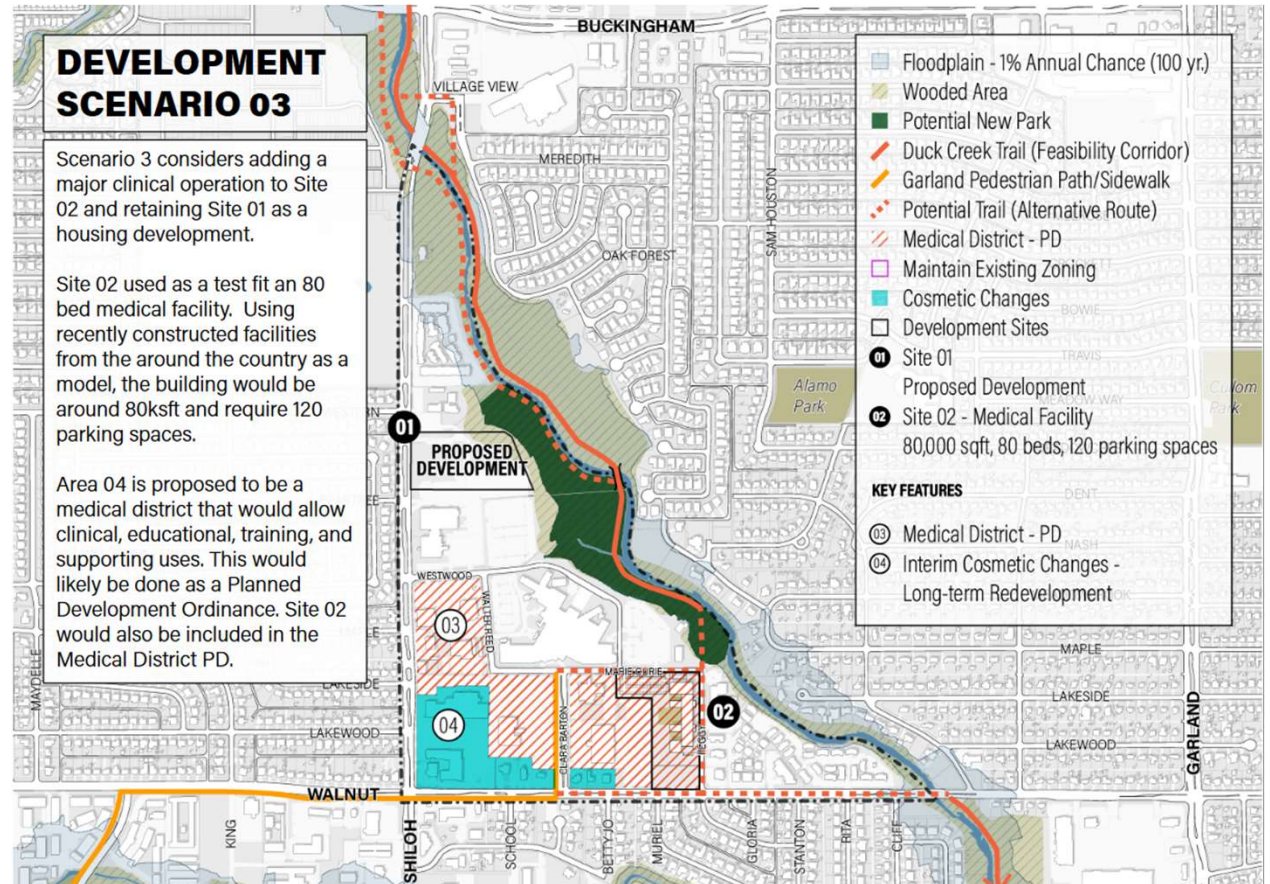 DEVELOPMENT
SCENARIO 03
Scenario 3 considers adding a
major clinical operation to Site
02 and retaining Site 01 as a
housing development.
Site 02 used as a test fit an 80
bed medical facility. Using
recently constructed facilities
from the around the country as a
model, the building would be
around 80ksft and require 120
parking spaces.
Area 04 is proposed to be a
medical district that would allow
clinical, educational, training, and
supporting uses. This would
likely be done as a Planned
Development Ordinance. Site 02
would also be included in the
Medical District PD.
Floodplain - 1% Annual Chance (100 yr.)
Wooded Area
Potential New Park
Duck Creek Trail (Feasibility Corridor)
Garland Pedestrian Path/Sidewalk
Potential Trail (Alternative Route)
Medical District - PD
Maintain Existing Zoning
Cosmetic Changes
Development Sites
01 Site 01
Proposed Development
02 Site 02 - Medical Facility
80,000 sqft, 80 beds, 120 parking spaces
KEY FEATURES
03 Medical District - PD
04 Interim Cosmetic Changes -
Long-term Redevelopment
BUCKINGHAM
VILLAGE VIEW
MEREDITH
OAK FOREST
SAM HOUSTON
BOWIE
TRAVIS
MEADOW WAY
Alamo
Park
Park
DENT
NASH
01
PROPOSED
DEVELOPMENT
WESTWOOD
WALTER REED
03
MARIE CURIE
MAPLE
LAKESIDE
LAKEWOOD
GARLAND
MAYDELLE
LAKESIDE
LAKEWOOD
04
CLARA BARTON
PEGGY
02
WALNUT
SHILOH
KING
SCHOOL
BETTY JO
MURIEL
GLORIA
STANTON
RITA
CLIFF